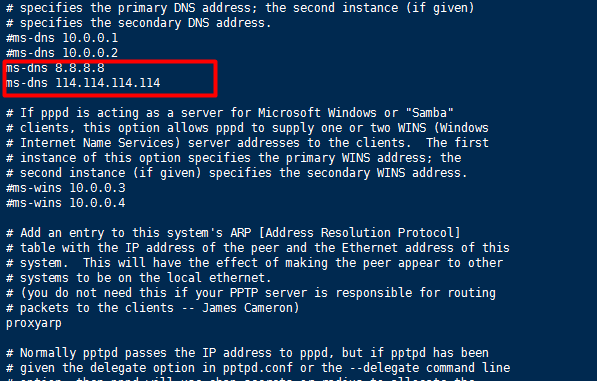 # specifies the primary DNS address; the second instance (if given)
# specifies the secondary DNS address.
#ms-dns 10.0.0.1
#ms-dns 10.0.0.2
ms-dns 8.8.8.8
ms-dns 114.114.114.114
# If pppd is acting as a server for Microsoft Windows or "Samba"
# clients, this option allows pppd to supply one or two WINS (Windows
# Internet Name Services) server addresses to the clients.  The first
# instance of this option specifies the primary WINS address; the
# second instance (if given) specifies the secondary WINS address.
#ms-wins 10.0.0.3
#ms-wins 10.0.0.4
# Add an entry to this system's ARP [Address Resolution Protocol]
# table with the IP address of the peer and the Ethernet address of this
# system.  This will have the effect of making the peer appear to other
# systems to be on the local ethernet.
# (you do not need this if your PPTP server is responsible for routing
# packets to the clients -- James Cameron)
proxyarp
# Normally pptpd passes the IP address to pppd, but if pptpd has been
# given the delegate option in pptpd.conf or the --delegate command line